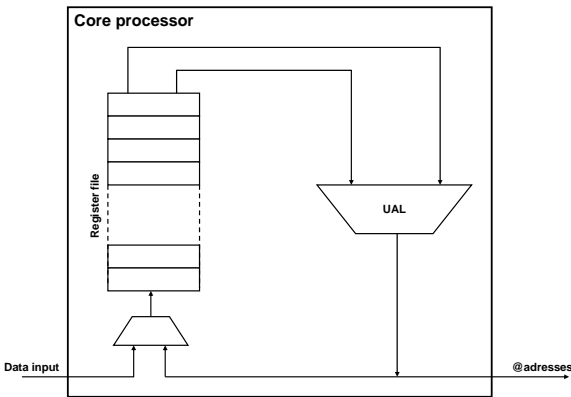 Core processor
Register file
UAL
Data input
@adresses